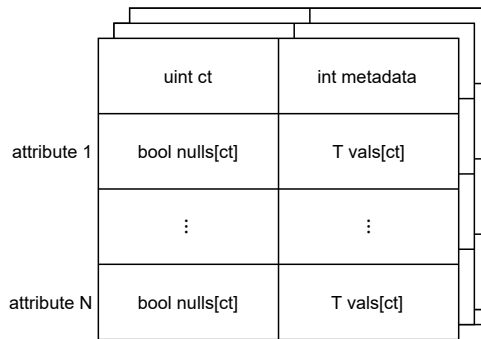 uint ct int metadata
attribute 1 bool nulls[ct] T vals[ct]
⋮ ⋮
attribute N bool nulls[ct] T vals[ct]